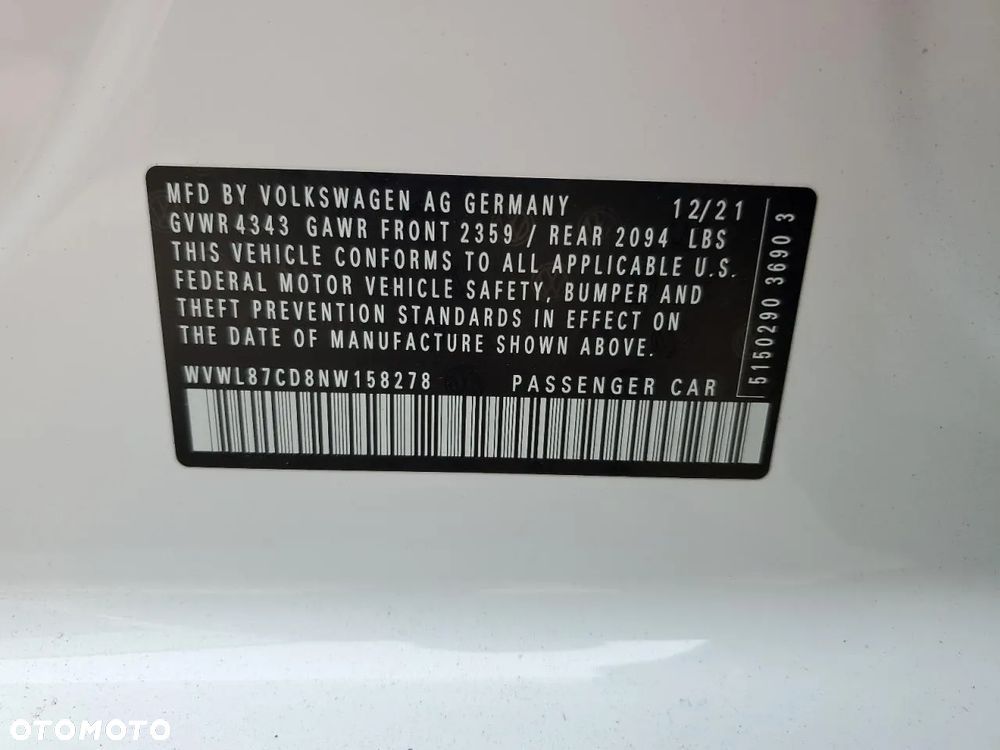 MFD BY VOLKSWAGEN AG GERMANY 12/21
GVWR 4343 GAWR FRONT 2359 / REAR 2094 LBS
THIS VEHICLE CONFORMS TO ALL APPLICABLE U.S.
FEDERAL MOTOR VEHICLE SAFETY, BUMPER AND
THEFT PREVENTION STANDARDS IN EFFECT ON
THE DATE OF MANUFACTURE SHOWN ABOVE.
WVWL87CD8NW158278 PASSENGER CAR
5150290 3690 3
OTOMOTO